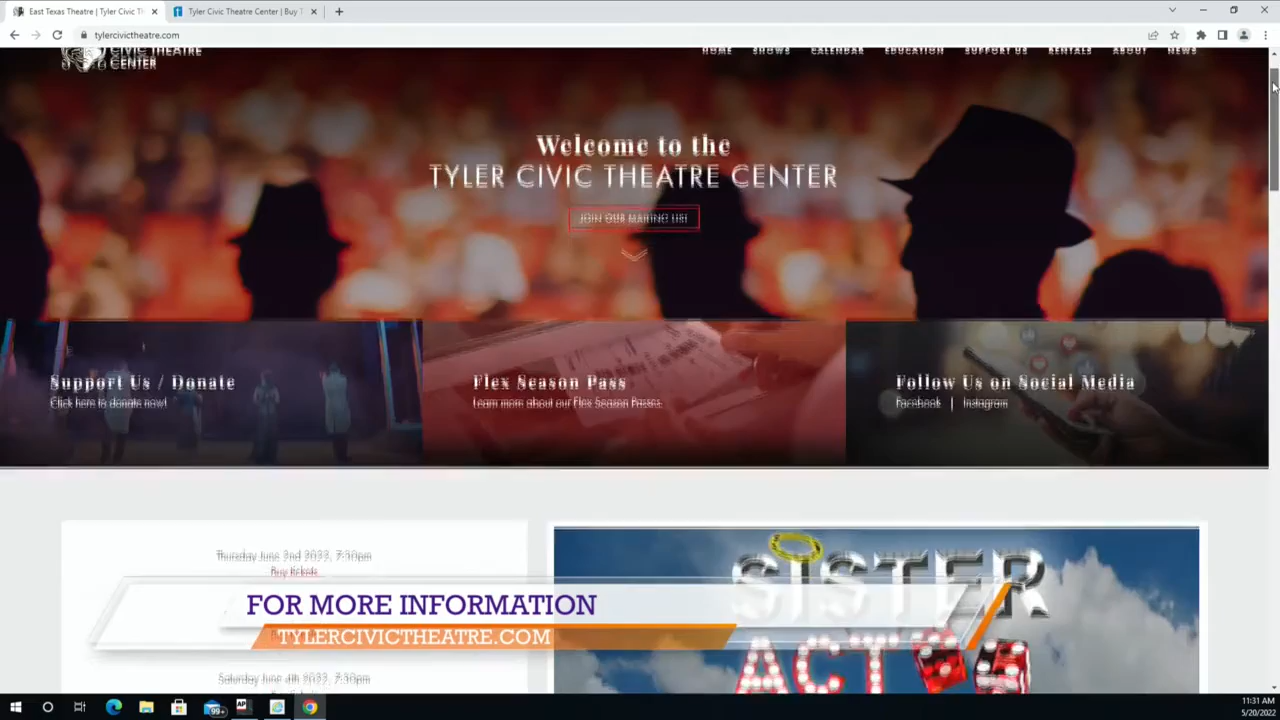 East Texas Theatre | Tyler Civic Th
Tyler Civic Theatre Center | Buy T
tylercivictheatre.com
CIVIC THEATRE
CENTER
HOME SHOWS CALENDAR EDUCATION SUPPORT US RENTALS ABOUT NEWS
Welcome to the
TYLER CIVIC THEATRE CENTER
JOIN OUR MAILING LIST
Support Us / Donate
Click here to donate now!
Flex Season Pass
Learn more about our Flex Season Passes.
Follow Us on Social Media
Facebook | Instagram
Thursday June 2nd 2022, 7:30pm
Buy tickets
SISTER
ACT
FOR MORE INFORMATION
TYLERCIVICTHEATRE.COM
Saturday June 4th 2022, 7:30pm
99+
AP
11:31 AM
5/20/2022